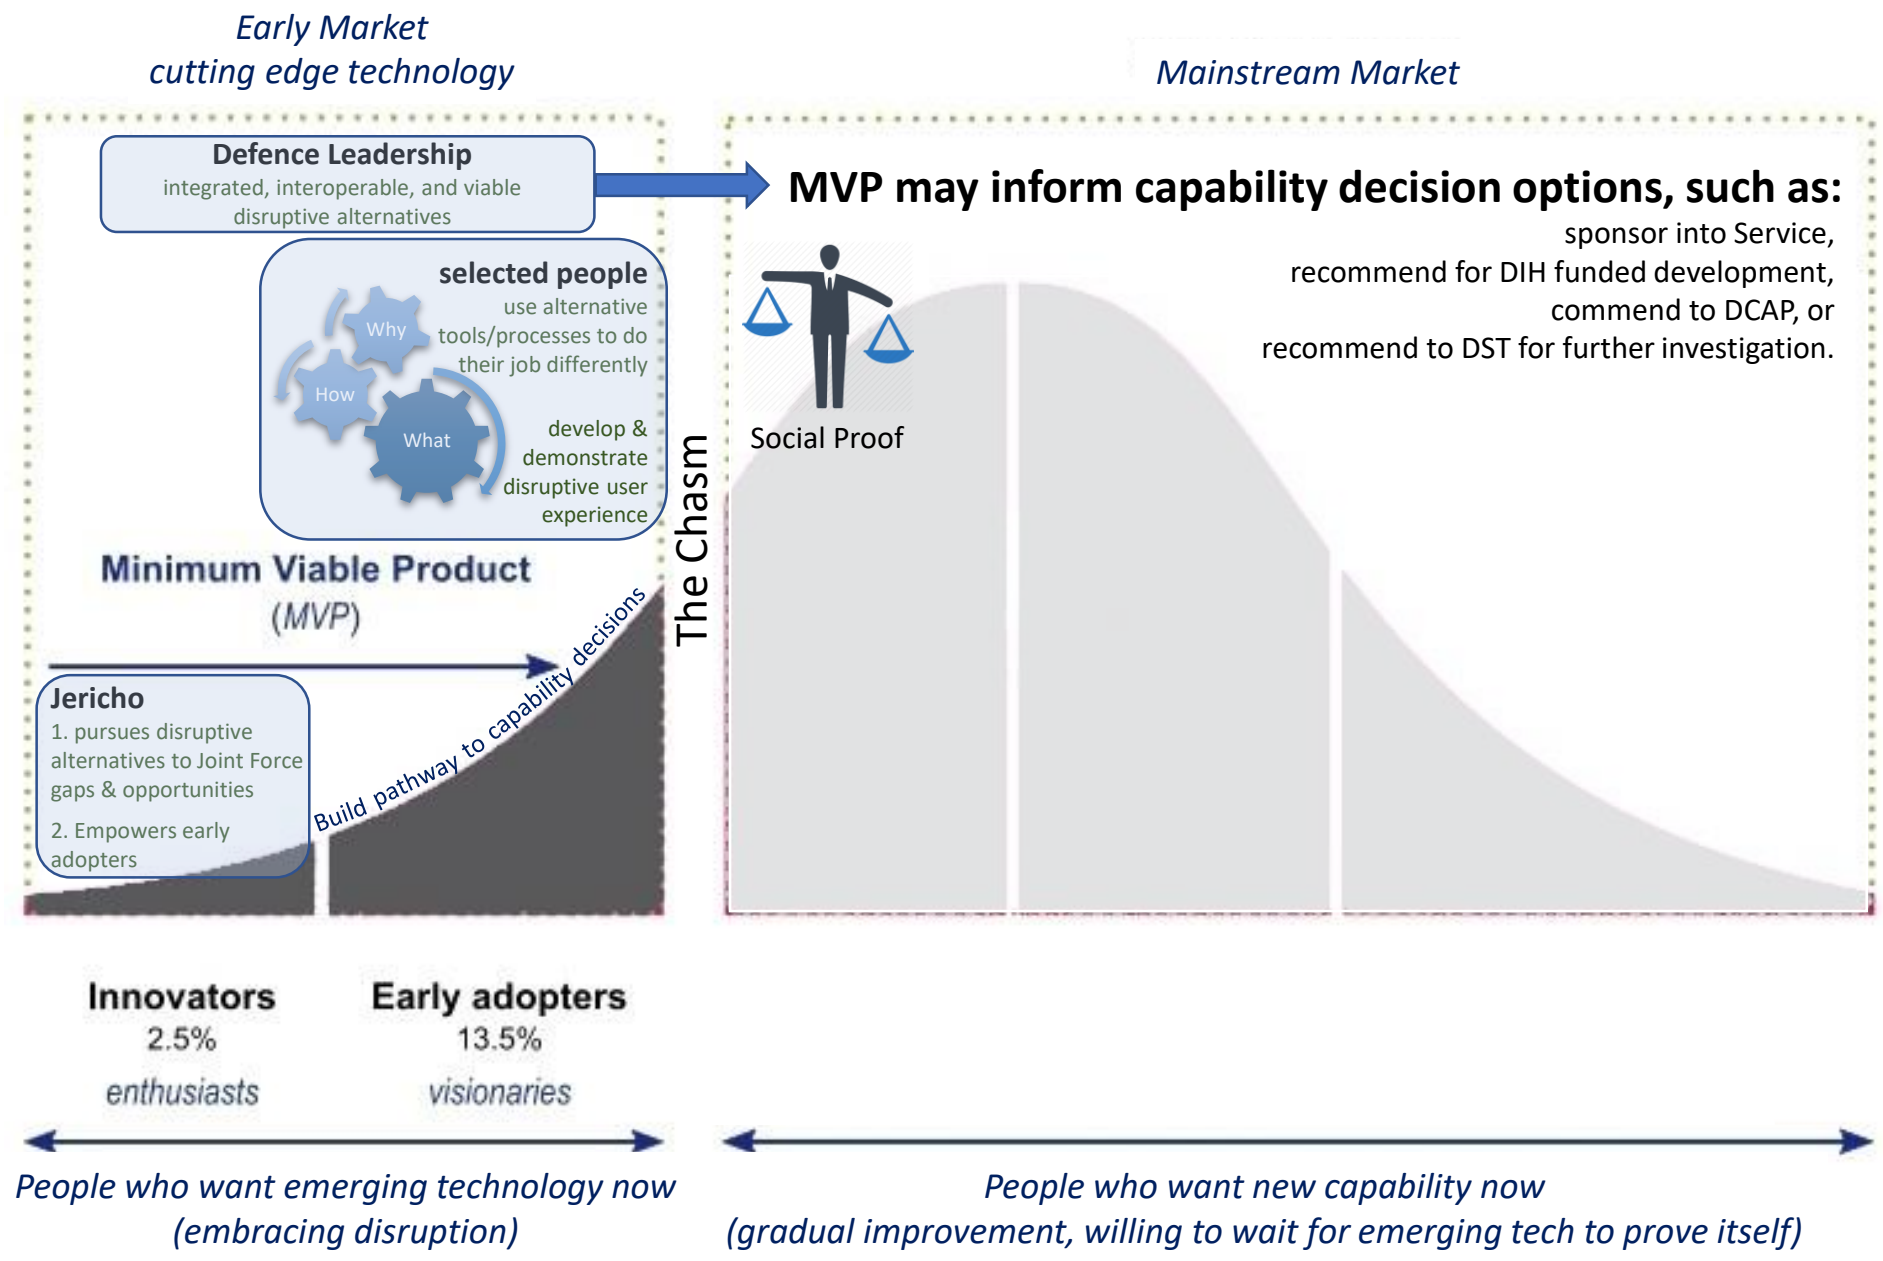 Early Market
cutting edge technology
Mainstream Market
Defence Leadership
integrated, interoperable, and viable
disruptive alternatives
MVP may inform capability decision options, such as:
sponsor into Service,
recommend for DIH funded development,
commend to DCAP, or
recommend to DST for further investigation.
selected people
use alternative
tools/processes to do
their job differently
develop &
demonstrate
disruptive user
experience
Why
How
What
Social Proof
The Chasm
Minimum Viable Product
(MVP)
Build pathway to capability decisions
Jericho
1. pursues disruptive
alternatives to Joint Force
gaps & opportunities
2. Empowers early
adopters
Innovators
2.5%
enthusiasts
Early adopters
13.5%
visionaries
People who want emerging technology now
(embracing disruption)
People who want new capability now
(gradual improvement, willing to wait for emerging tech to prove itself)